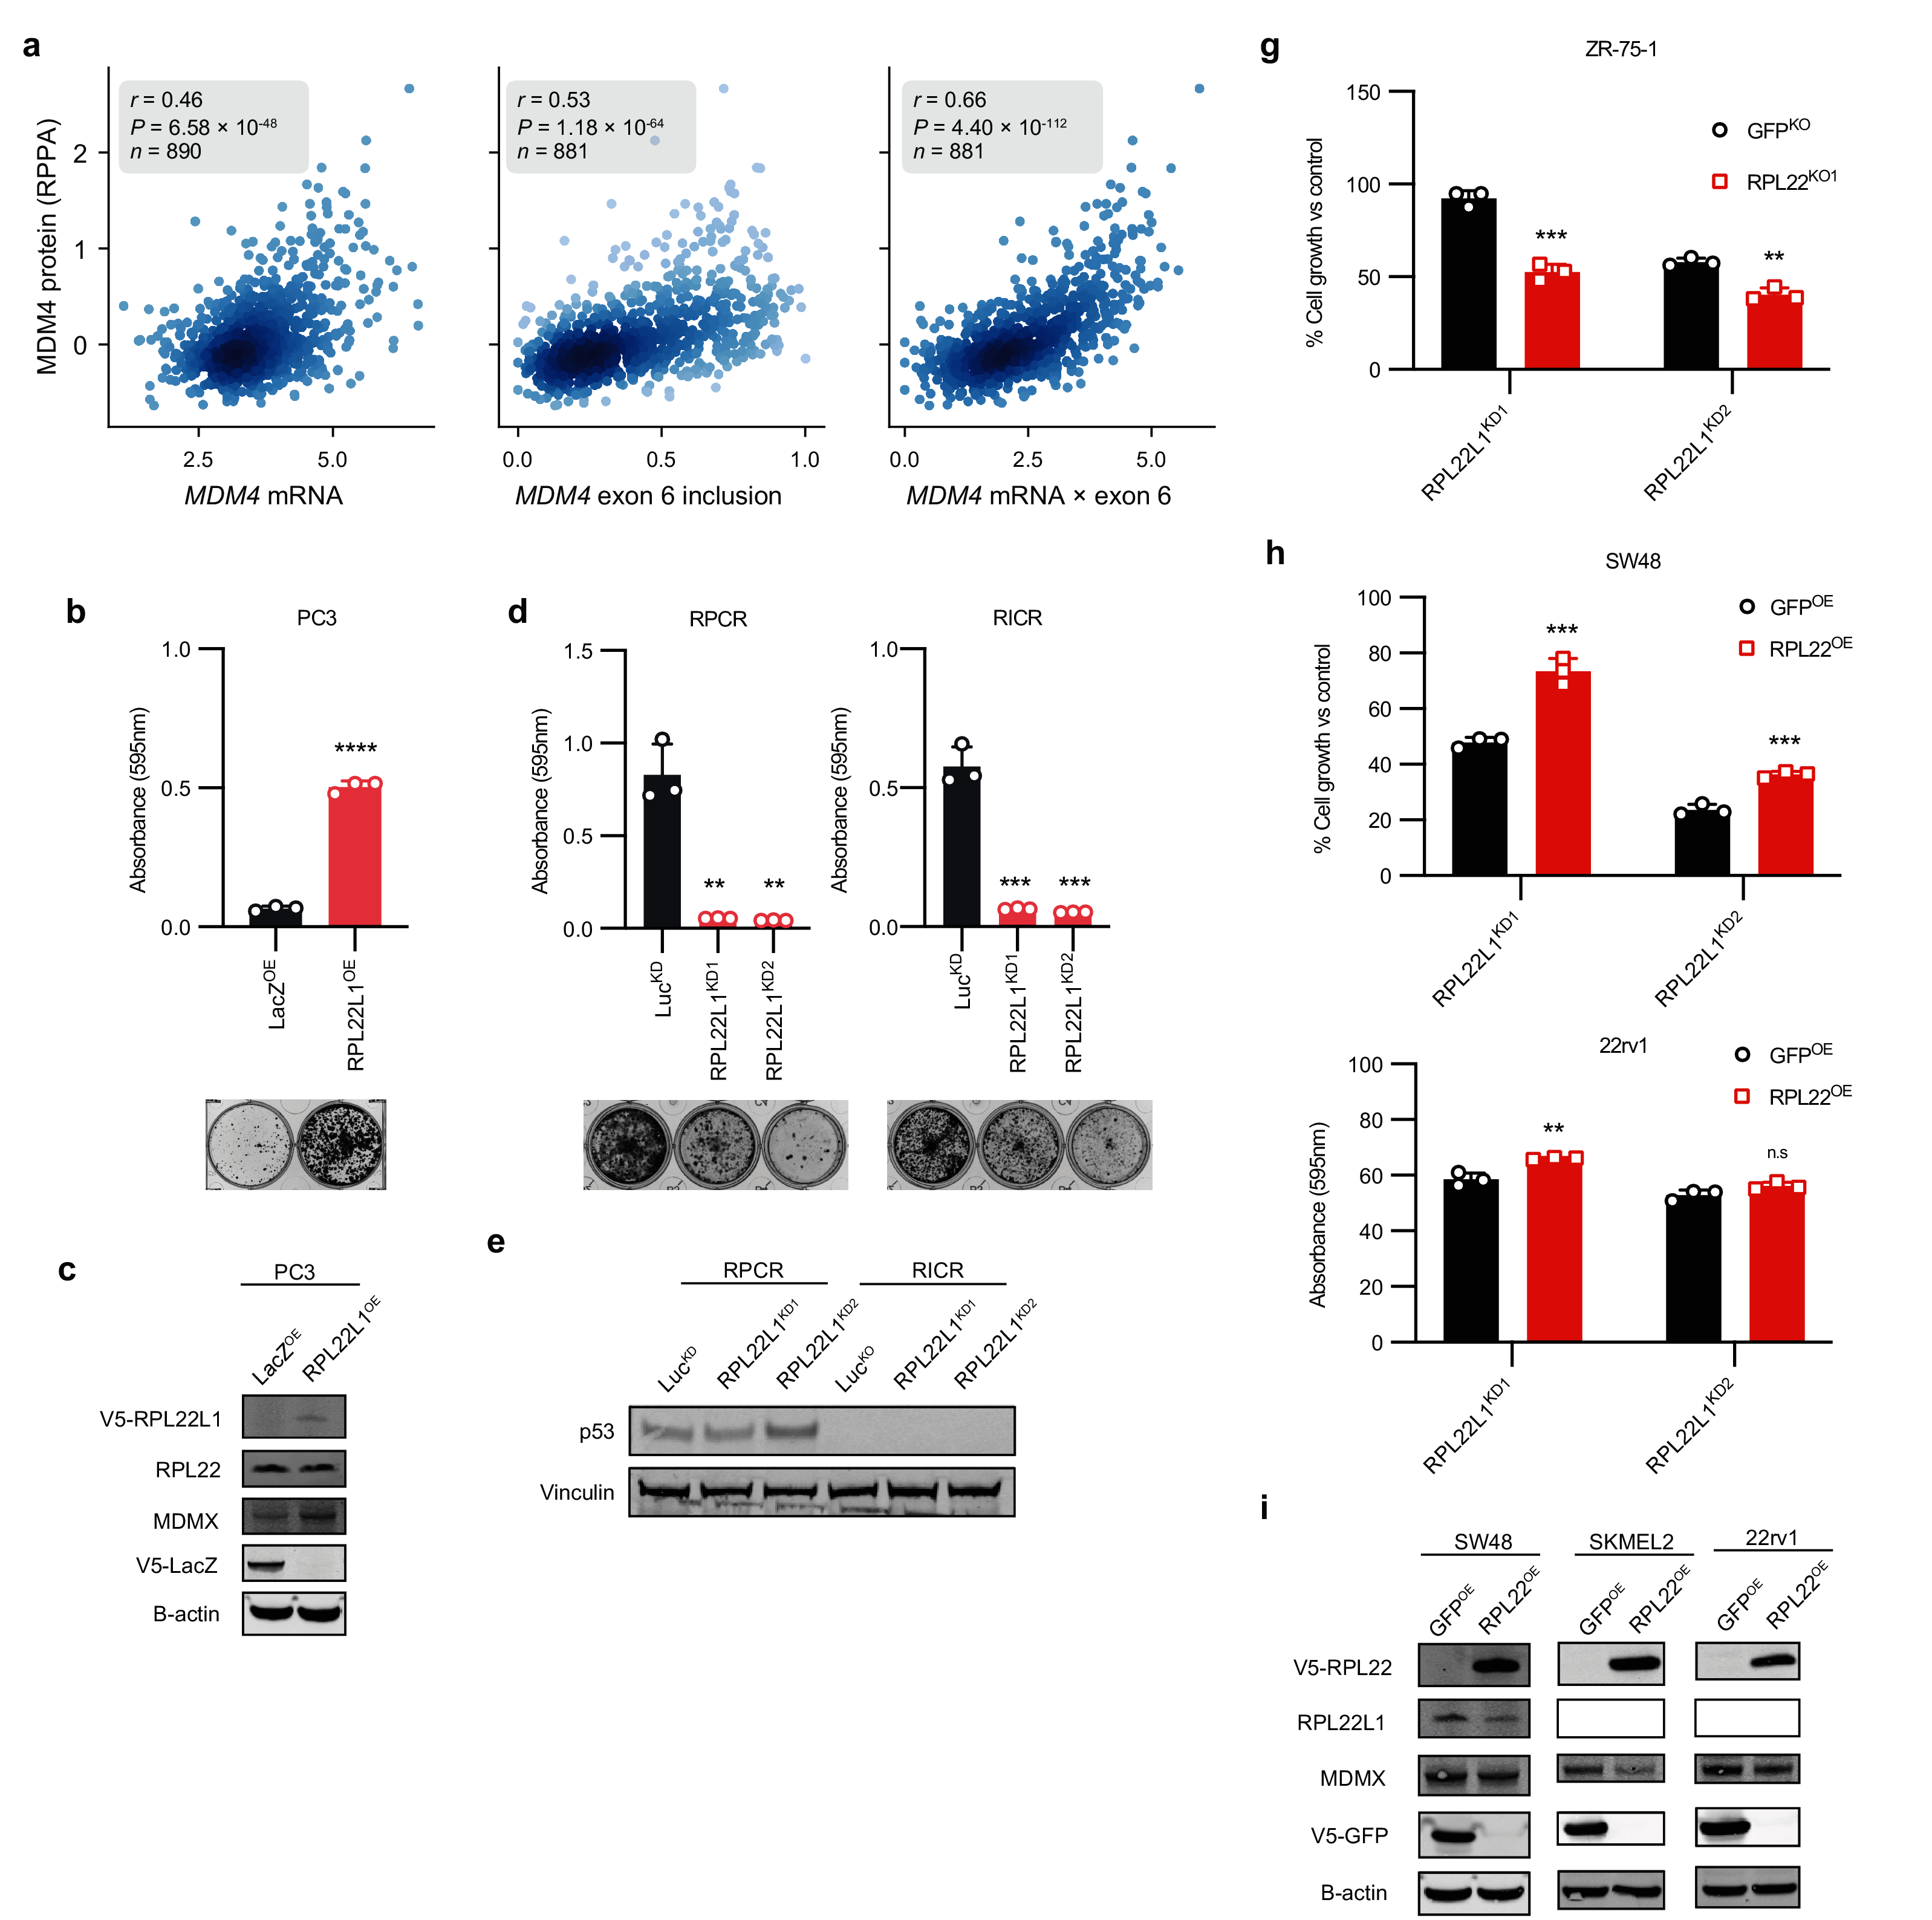 a
r = 0.46
P = 6.58 × 10-48
n = 890
r = 0.53
P = 1.18 × 10-64
n = 881
r = 0.66
P = 4.40 × 10-112
n = 881
MDM4 protein (RPPA)
2
1
0
2.5 5.0
0.0 0.5 1.0
0.0 2.5 5.0
MDM4 mRNA
MDM4 exon 6 inclusion
MDM4 mRNA × exon 6
b
PC3
Absorbance (595nm)
1.0
0.5
0.0
****
LacZOE
RPL22L1OE
c
PC3
LacZOE
RPL22L1OE
V5-RPL22L1
RPL22
MDMX
V5-LacZ
B-actin
d
RPCR
Absorbance (595nm)
1.5
1.0
0.5
0.0
**
**
LucKD
RPL22L1KD1
RPL22L1KD2
RICR
Absorbance (595nm)
1.0
0.5
0.0
***
***
LucKD
RPL22L1KD1
RPL22L1KD2
e
RPCR
RICR
LucKD
RPL22L1KD1
RPL22L1KD2
LucKO
RPL22L1KD1
RPL22L1KD2
p53
Vinculin
g
ZR-75-1
% Cell growth vs control
150
100
50
0
GFPKO
RPL22KO1
***
**
RPL22L1KD1
RPL22L1KD2
h
SW48
% Cell growth vs control
100
80
60
40
20
0
GFPOE
RPL22OE
***
***
RPL22L1KD1
RPL22L1KD2
22rv1
Absorbance (595nm)
100
80
60
40
20
0
GFPOE
RPL22OE
**
n.s
RPL22L1KD1
RPL22L1KD2
i
SW48
SKMEL2
22rv1
GFPOE
RPL22OE
GFPOE
RPL22OE
GFPOE
RPL22OE
V5-RPL22
RPL22L1
MDMX
V5-GFP
B-actin